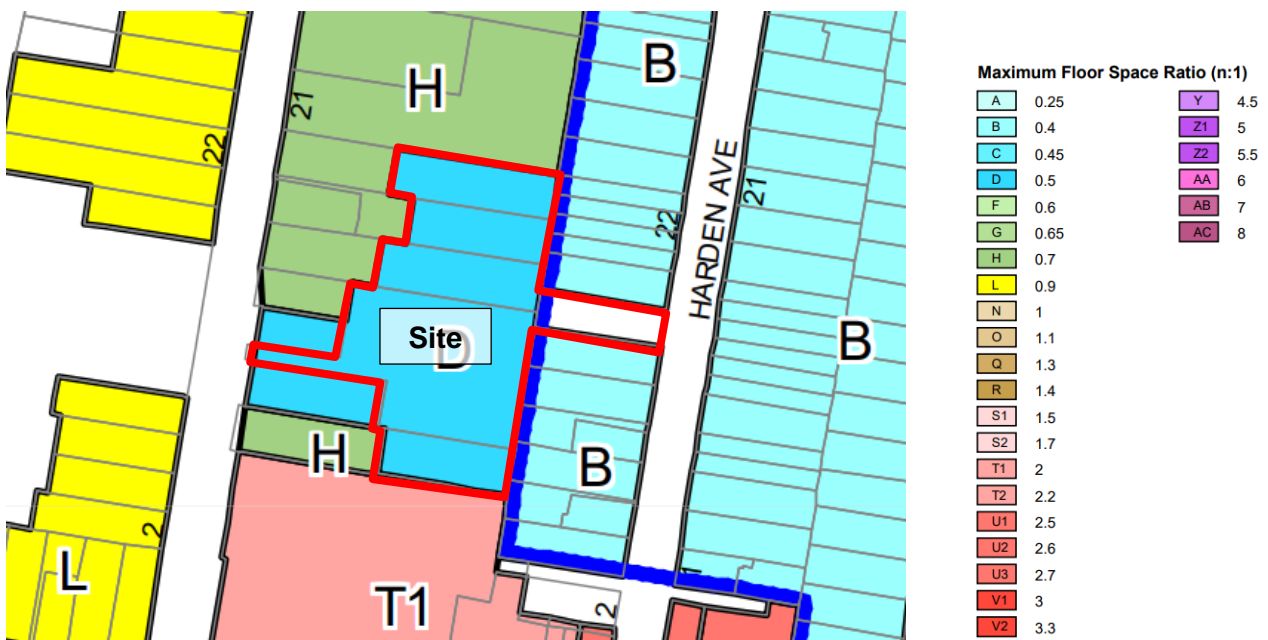 B
H
21
22
HARDEN AVE
21
22
Site
D
B
H
B
L
2
T1
1
2
Maximum Floor Space Ratio (n:1)
A 0.25
B 0.4
C 0.45
D 0.5
F 0.6
G 0.65
H 0.7
L 0.9
N 1
O 1.1
Q 1.3
R 1.4
S1 1.5
S2 1.7
T1 2
T2 2.2
U1 2.5
U2 2.6
U3 2.7
V1 3
V2 3.3
Y 4.5
Z1 5
Z2 5.5
AA 6
AB 7
AC 8